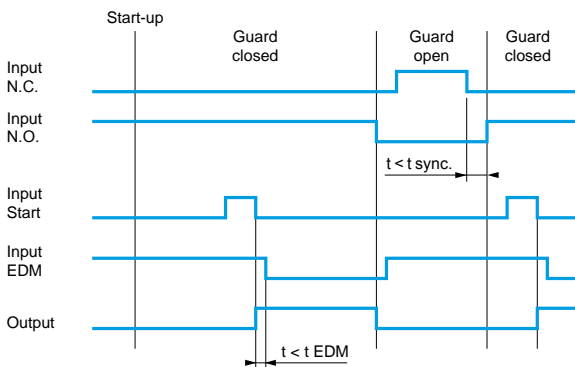 Start-up
Guard
closed
Guard
open
Guard
closed
Input
N.C.
Input
N.O.
t < t sync.
Input
Start
Input
EDM
Output
t < t EDM